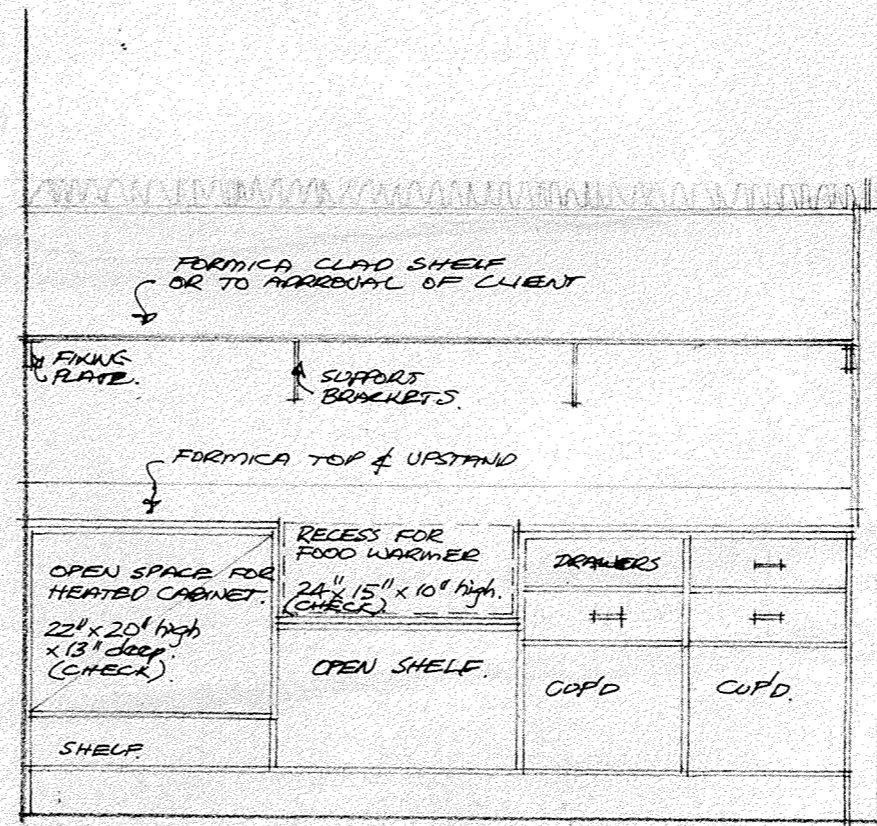 FORMICA CLAD SHELF
OR TO APPROVAL OF CLIENT
FIXING
PLATE.
SUPPORT
BRACKETS.
FORMICA TOP & UPSTAND
RECESS FOR
FOOD WARMER
24" x 15" x 10" high.
(CHECK)
DRAWERS
OPEN SPACE FOR
HEATED CABINET.
22" x 20" high
x 13" deep.
(CHECK).
OPEN SHELF.
CUP'D
CUP'D.
SHELF.